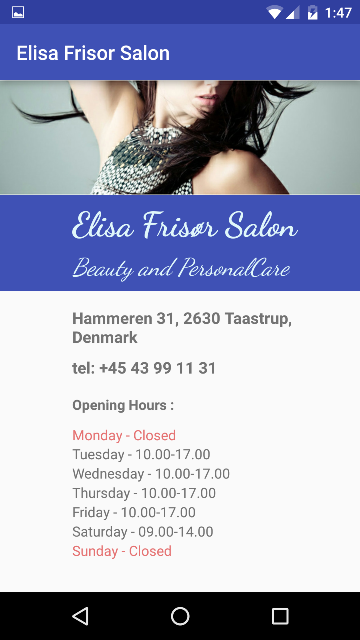 1:47
Elisa Frisor Salon
Elisa Frisør Salon
Beauty and PersonalCare
Hammeren 31, 2630 Taastrup,
Denmark
tel: +45 43 99 11 31
Opening Hours :
Monday - Closed
Tuesday - 10.00-17.00
Wednesday - 10.00-17.00
Thursday - 10.00-17.00
Friday - 10.00-17.00
Saturday - 09.00-14.00
Sunday - Closed